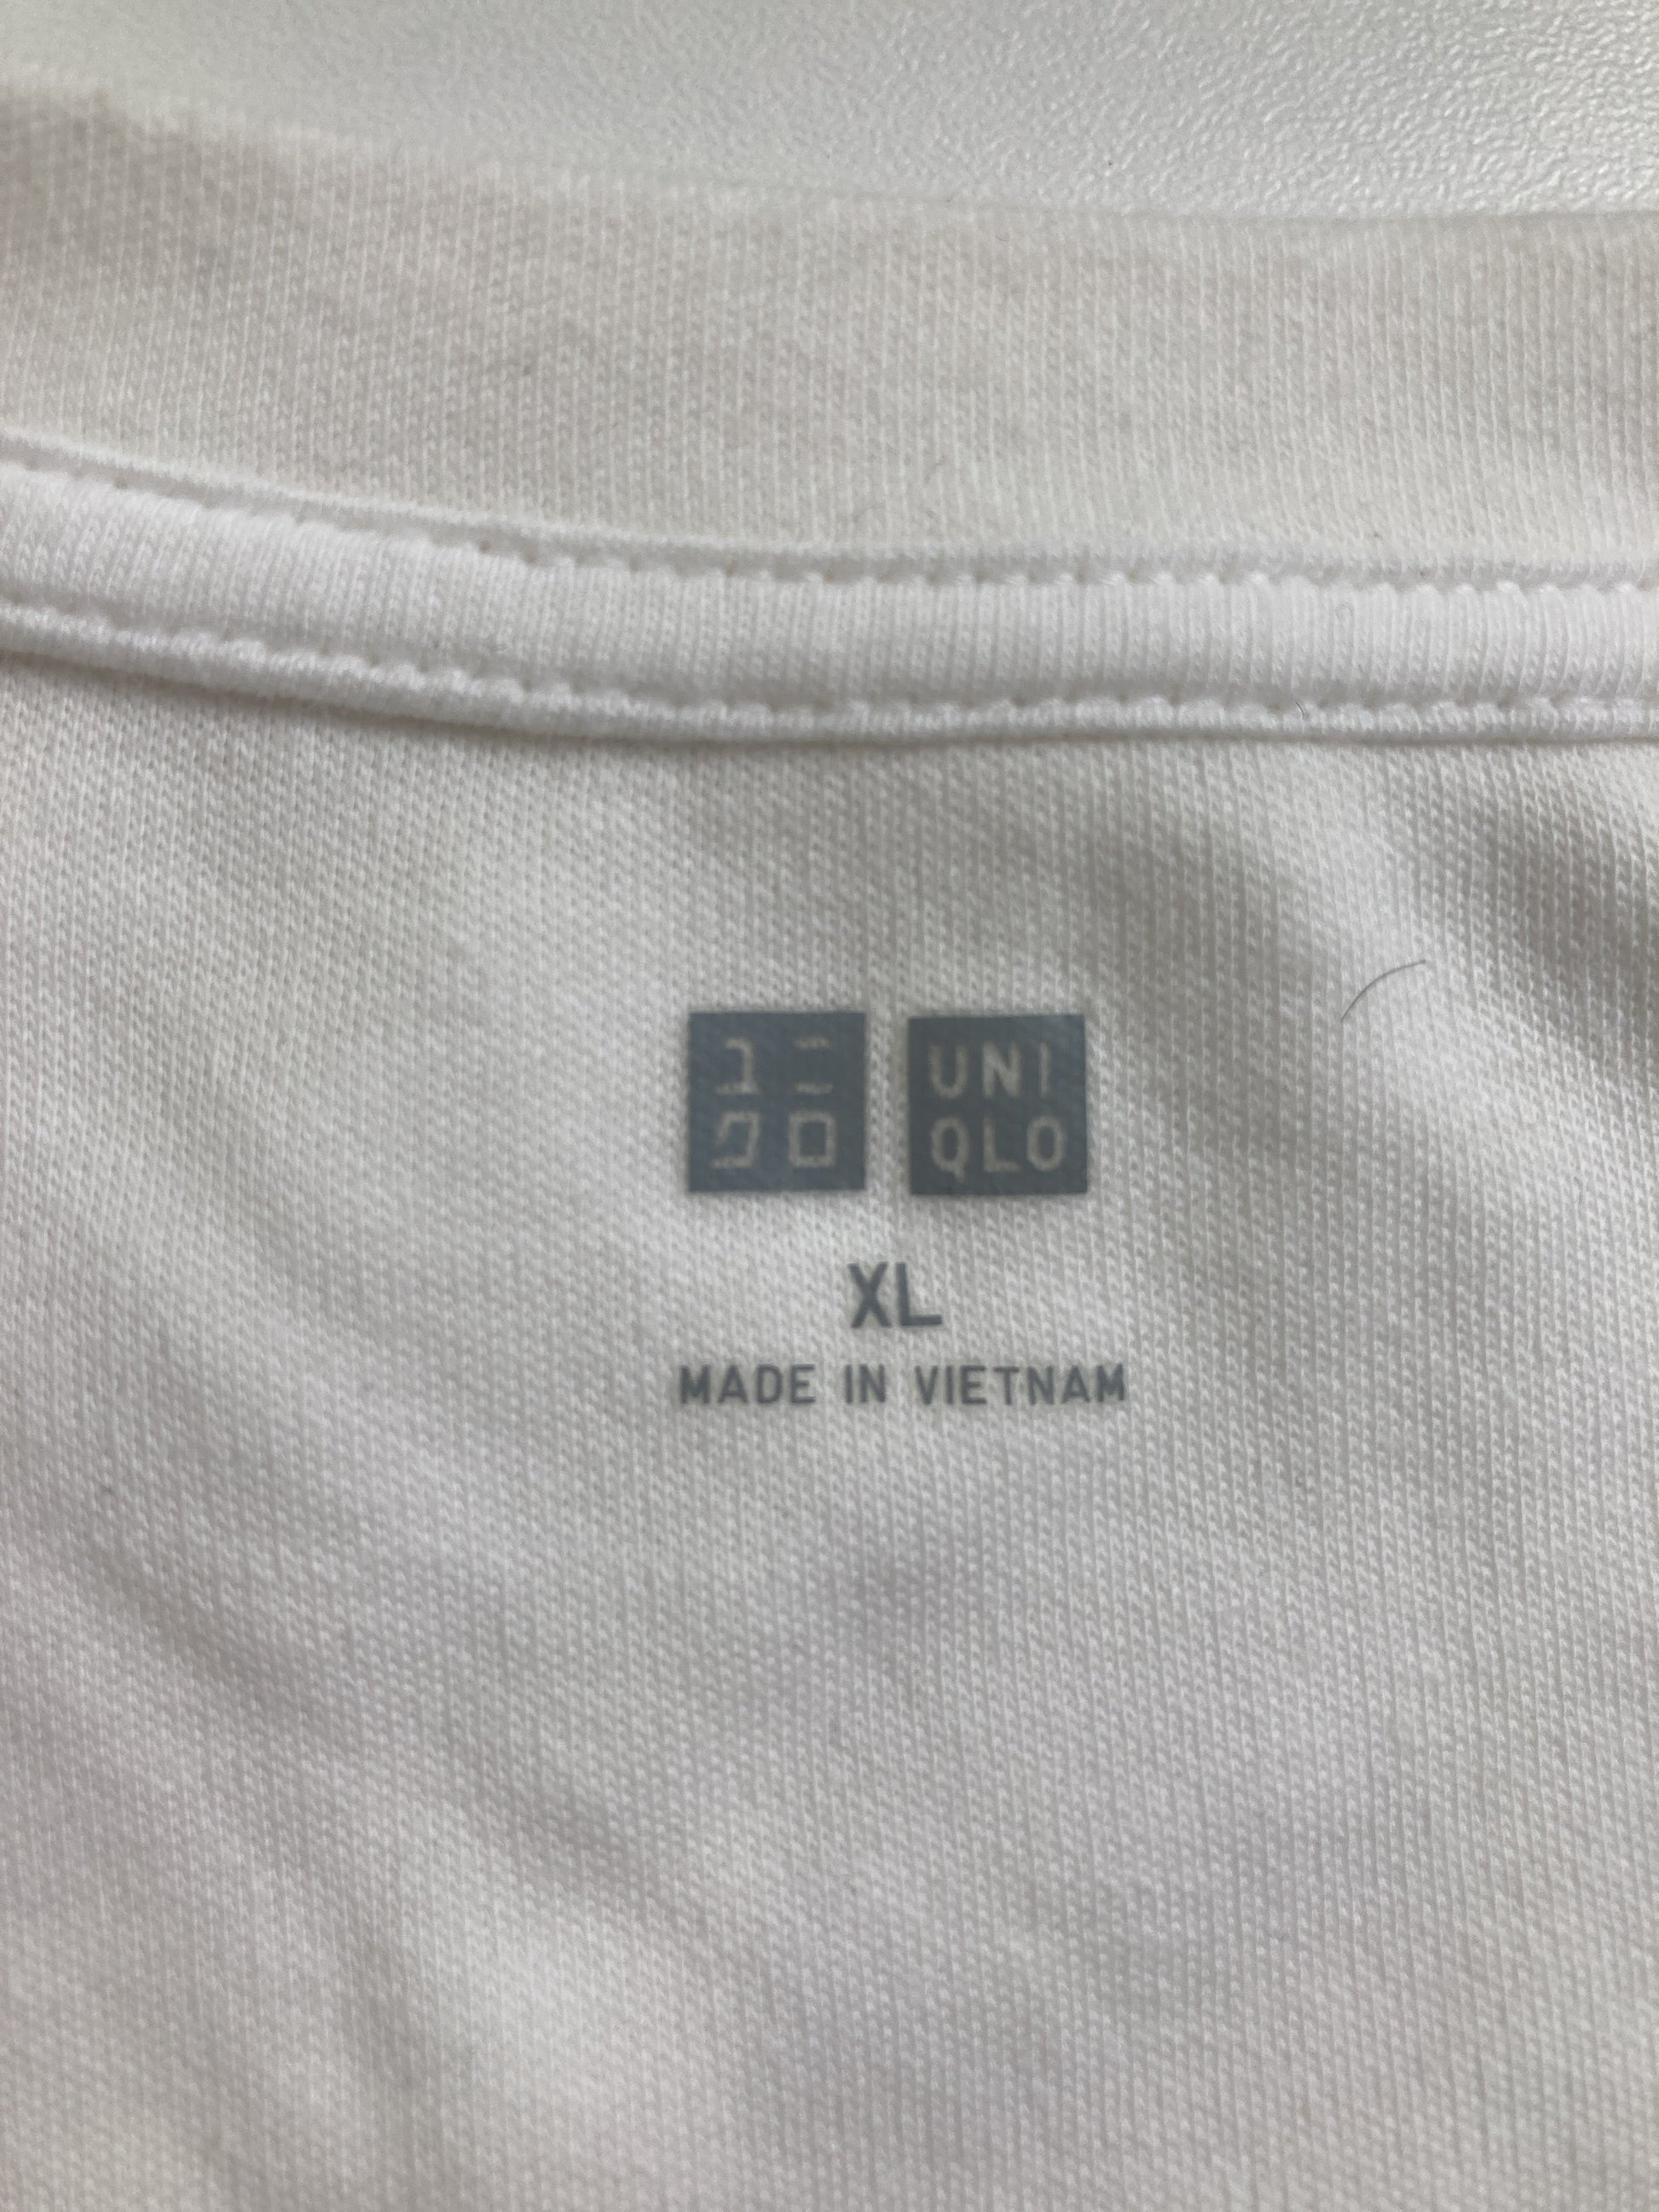 ユニ UNI
クロ QLO
XL
MADE IN VIETNAM